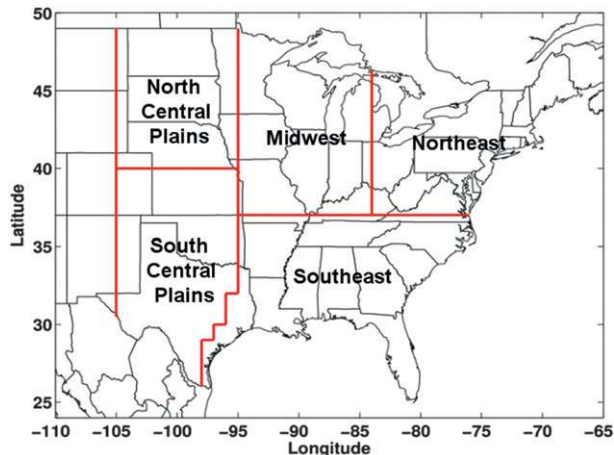 50
45
40
35
30
25
Latitude
North
Central
Plains
Midwest
Northeast
South
Central
Plains
Southeast
−110 −105 −100 −95 −90 −85 −80 −75 −70 −65
Longitude